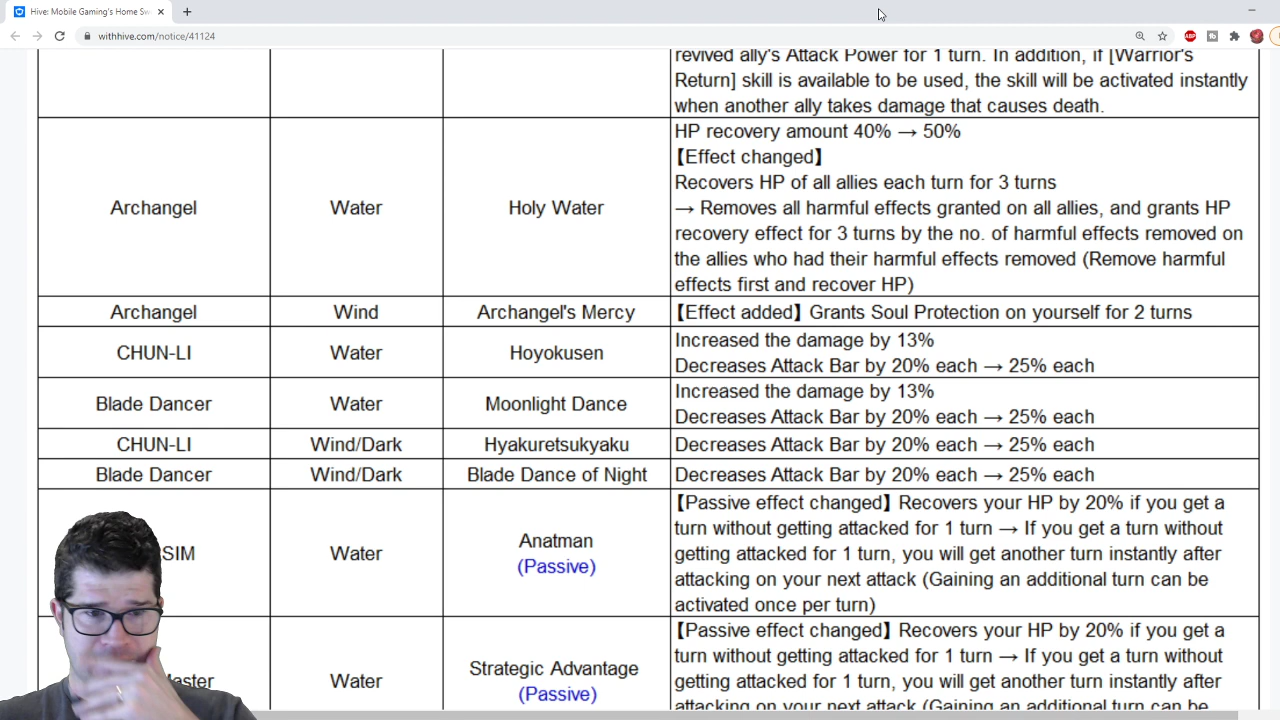 Hive: Mobile Gaming's Home Sw
withhive.com/notice/41124
revived ally's Attack Power for 1 turn. In addition, if [Warrior's
Return] skill is available to be used, the skill will be activated instantly
when another ally takes damage that causes death.
Archangel
Water
Holy Water
HP recovery amount 40% → 50%
【Effect changed】
Recovers HP of all allies each turn for 3 turns
→ Removes all harmful effects granted on all allies, and grants HP
recovery effect for 3 turns by the no. of harmful effects removed on
the allies who had their harmful effects removed (Remove harmful
effects first and recover HP)
Archangel
Wind
Archangel's Mercy
【Effect added】 Grants Soul Protection on yourself for 2 turns
CHUN-LI
Water
Hoyokusen
Increased the damage by 13%
Decreases Attack Bar by 20% each → 25% each
Blade Dancer
Water
Moonlight Dance
Increased the damage by 13%
Decreases Attack Bar by 20% each → 25% each
CHUN-LI
Wind/Dark
Hyakuretsukyaku
Decreases Attack Bar by 20% each → 25% each
Blade Dancer
Wind/Dark
Blade Dance of Night
Decreases Attack Bar by 20% each → 25% each
SIM
Water
Anatman
(Passive)
【Passive effect changed】 Recovers your HP by 20% if you get a
turn without getting attacked for 1 turn → If you get a turn without
getting attacked for 1 turn, you will get another turn instantly after
attacking on your next attack (Gaining an additional turn can be
activated once per turn)
aster
Water
Strategic Advantage
(Passive)
【Passive effect changed】 Recovers your HP by 20% if you get a
turn without getting attacked for 1 turn → If you get a turn without
getting attacked for 1 turn, you will get another turn instantly after
attacking on your next attack (Gaining an additional turn can be